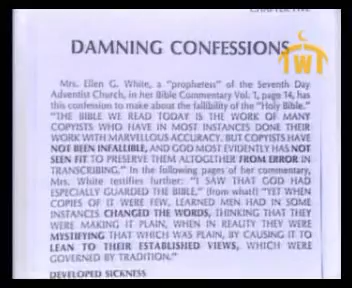 CHAPTER FIVE
DAMNING CONFESSIONS
Mrs. Ellen G. White, a "prophetess" of the Seventh Day
Adventist Church, in her Bible Commentary Vol. 1, page 14, has
this confession to make about the fallibility of the "Holy Bible."
"THE BIBLE WE READ TODAY IS THE WORK OF MANY
COPYISTS WHO HAVE IN MOST INSTANCES DONE THEIR
WORK WITH MARVELLOUS ACCURACY. BUT COPYISTS HAVE
NOT BEEN INFALLIBLE, AND GOD MOST EVIDENTLY HAS NOT
SEEN FIT TO PRESERVE THEM ALTOGETHER FROM ERROR IN
TRANSCRIBING." In the following pages of her commentary,
Mrs. White testifies further: "I SAW THAT GOD HAD
ESPECIALLY GUARDED THE BIBLE," (from what?) "YET WHEN
COPIES OF IT WERE FEW, LEARNED MEN HAD IN SOME
INSTANCES CHANGED THE WORDS, THINKING THAT THEY
WERE MAKING IT PLAIN, WHEN IN REALITY THEY WERE
MYSTIFYING THAT WHICH WAS PLAIN, BY CAUSING IT TO
LEAN TO THEIR ESTABLISHED VIEWS, WHICH WERE
GOVERNED BY TRADITION."
DEVELOPED SICKNESS